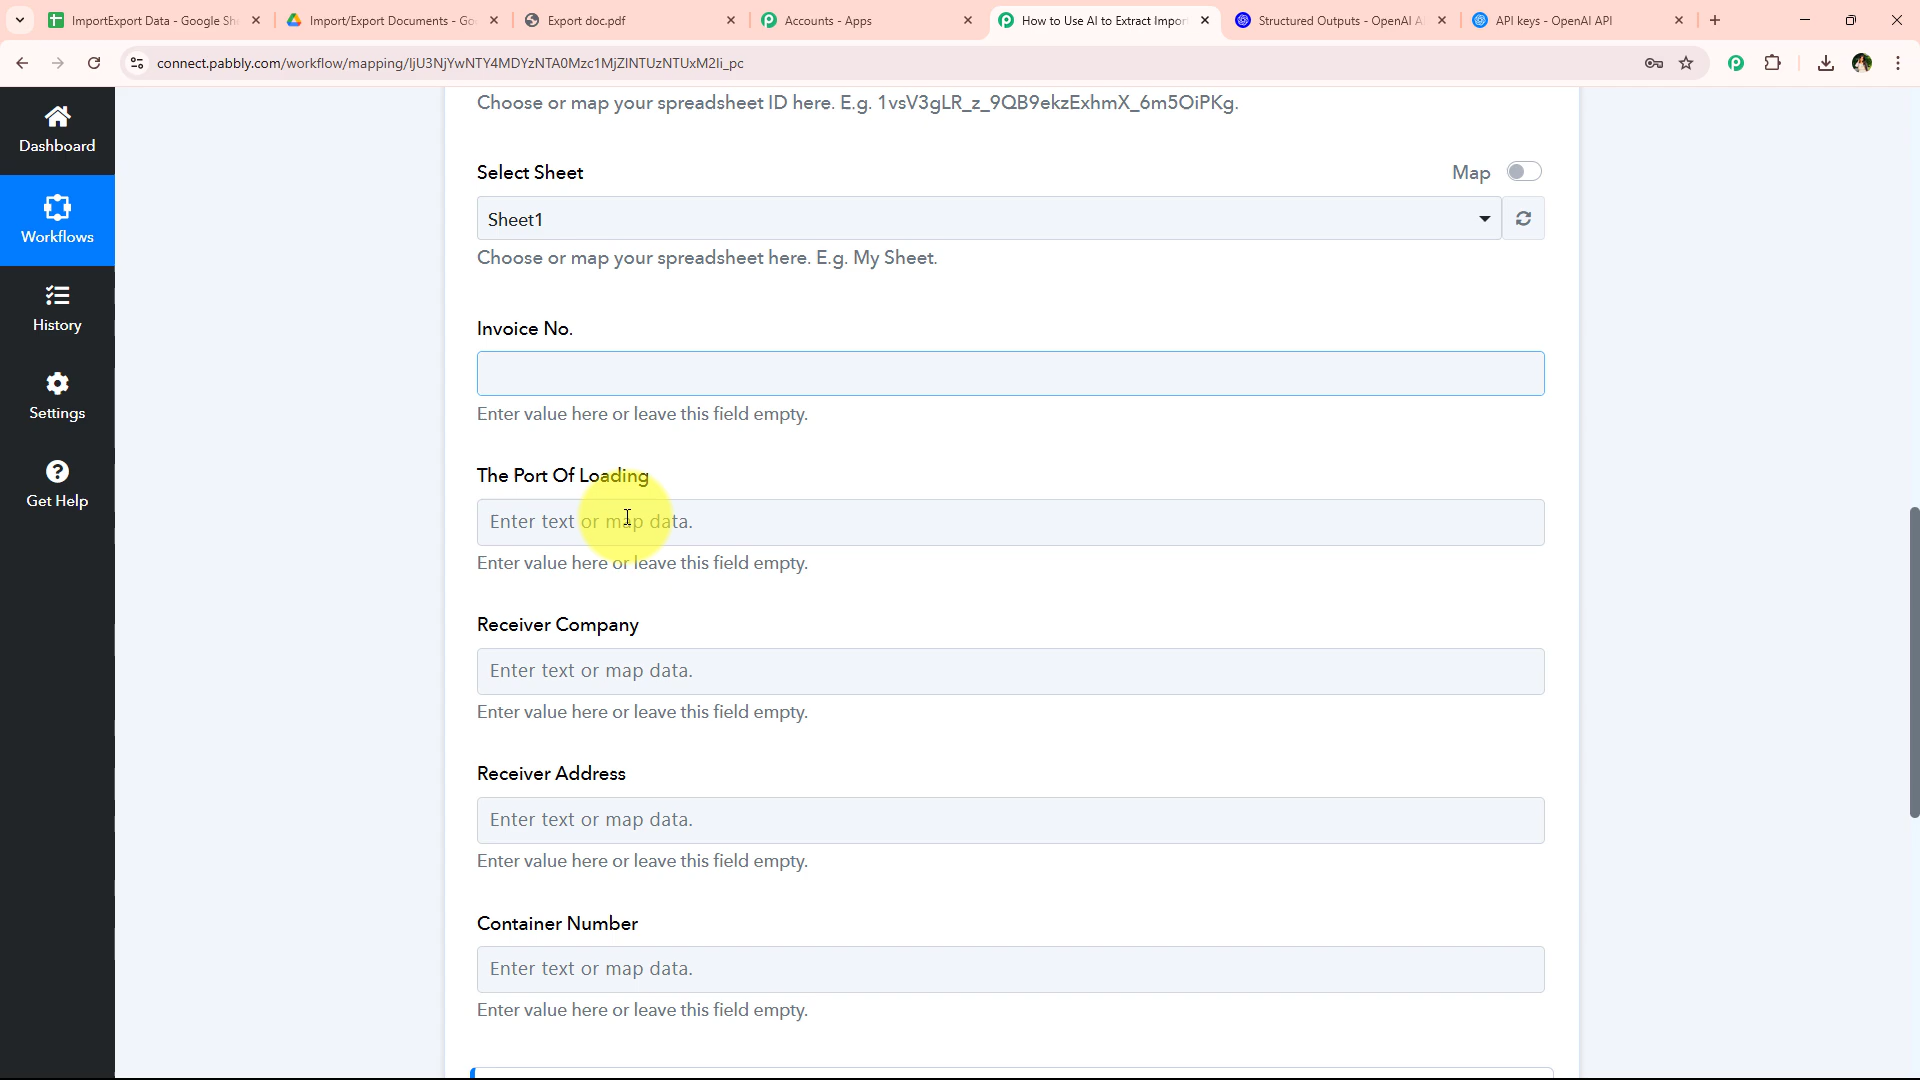 ImportExport Data - Google She
Import/Export Documents - Goo
Export doc.pdf
Accounts - Apps
How to Use AI to Extract Impor
Structured Outputs - OpenAI A
API keys - OpenAI API
connect.pabbly.com/workflow/mapping/IjU3NjYwNTY4MDYzNTA0Mzc1MjZlNTUzNTUxM2Ii_pc
Dashboard
Workflows
History
Settings
Get Help
Choose or map your spreadsheet ID here. E.g. 1vsV3gLR_z_9QB9ekzExhmX_6m5OiPKg.
Select Sheet
Map
Sheet1
Choose or map your spreadsheet here. E.g. My Sheet.
Invoice No.
Enter value here or leave this field empty.
The Port Of Loading
Enter text or map data.
Enter value here or leave this field empty.
Receiver Company
Enter text or map data.
Enter value here or leave this field empty.
Receiver Address
Enter text or map data.
Enter value here or leave this field empty.
Container Number
Enter text or map data.
Enter value here or leave this field empty.